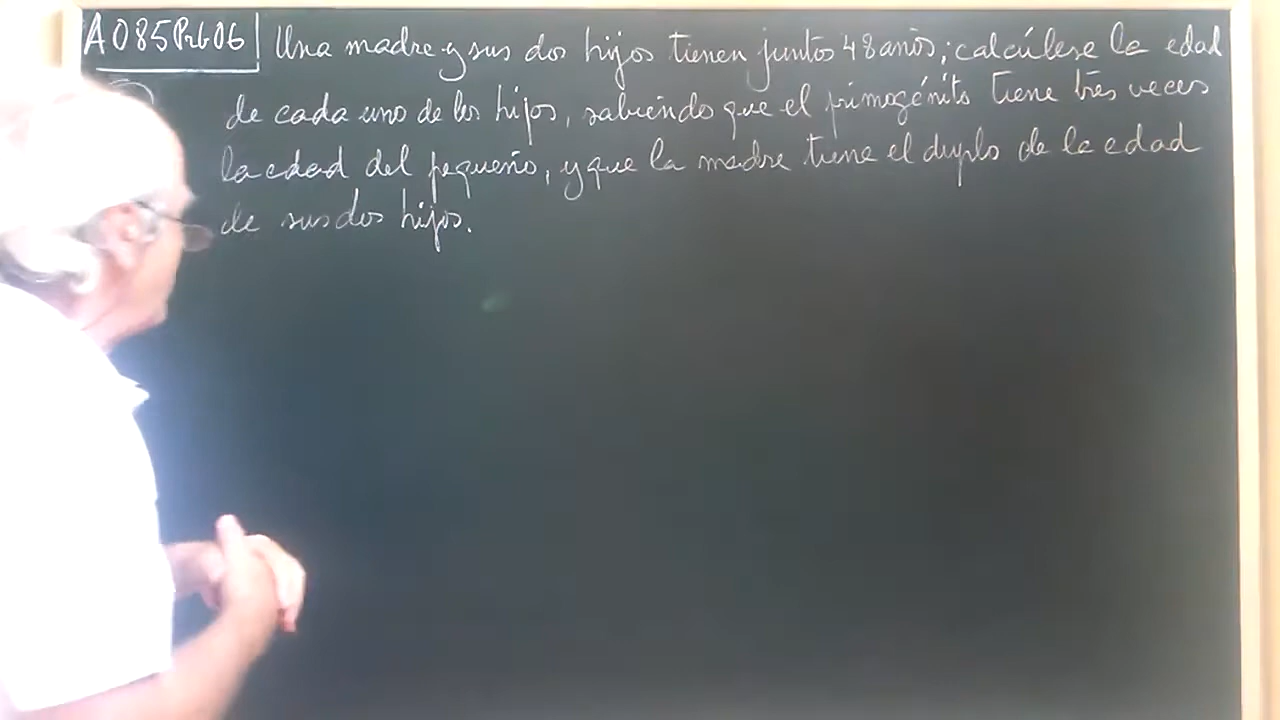 A085Prb06 Una madre y sus dos hijos tienen juntos 48 anõs; calcúlese la edad
de cada uno de los hijos, sabiendo que el primogénito tiene tres veces
la edad del pequeño, y que la madre tiene el duplo de la edad
de sus dos hijos.